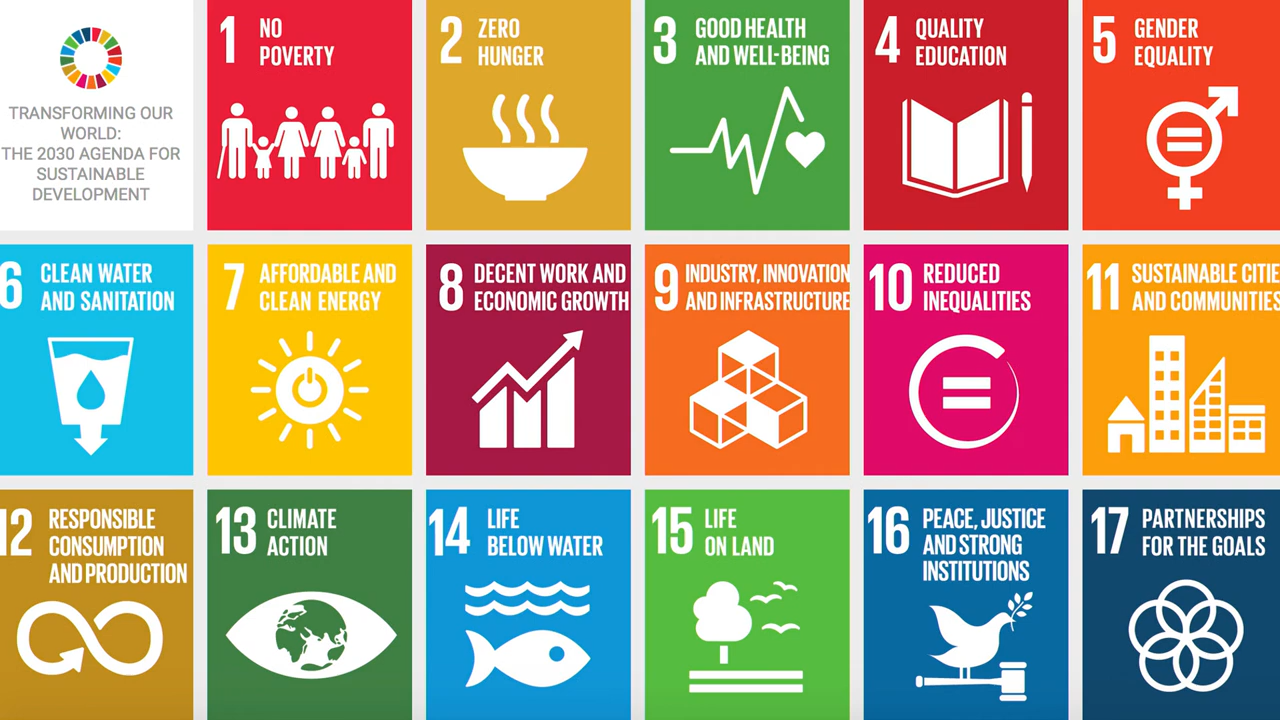 TRANSFORMING OUR
WORLD:
THE 2030 AGENDA FOR
SUSTAINABLE
DEVELOPMENT
1 NO
POVERTY
2 ZERO
HUNGER
3 GOOD HEALTH
AND WELL-BEING
4 QUALITY
EDUCATION
5 GENDER
EQUALITY
6 CLEAN WATER
AND SANITATION
7 AFFORDABLE AND
CLEAN ENERGY
8 DECENT WORK AND
ECONOMIC GROWTH
9 INDUSTRY, INNOVATION
AND INFRASTRUCTURE
10 REDUCED
INEQUALITIES
11 SUSTAINABLE CITIE
AND COMMUNITIES
12 RESPONSIBLE
CONSUMPTION
AND PRODUCTION
13 CLIMATE
ACTION
14 LIFE
BELOW WATER
15 LIFE
ON LAND
16 PEACE, JUSTICE
AND STRONG
INSTITUTIONS
17 PARTNERSHIPS
FOR THE GOALS